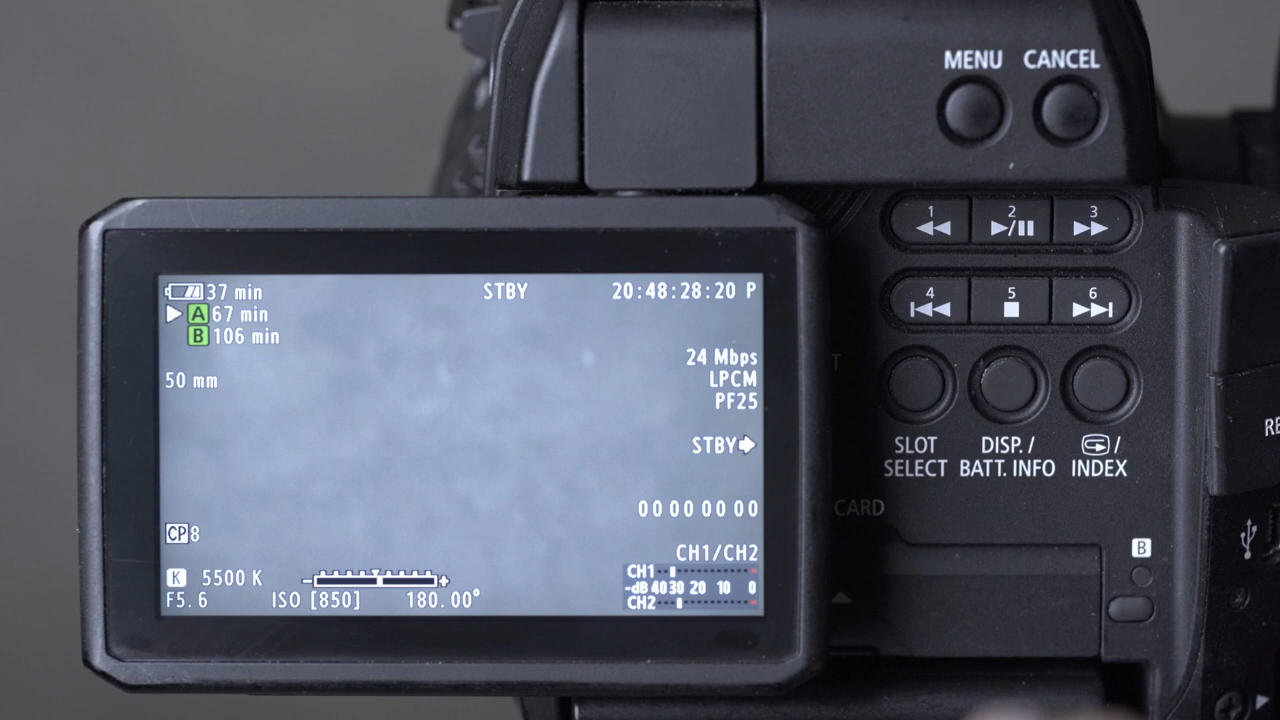 MENU CANCEL
1 2 3
4 5 6
37 min STBY 20:48:28:20 P
A 67 min
B 106 min
24 Mbps
50 mm LPCM
PF25
STBY
00 00 00 00
CP 8
CH1/CH2
K 5500 K
F5.6 ISO [850] 180.00°
CH1
-dB 40 30 20 10 0
CH2
SLOT SELECT
DISP./ BATT. INFO
/ INDEX
CARD
B